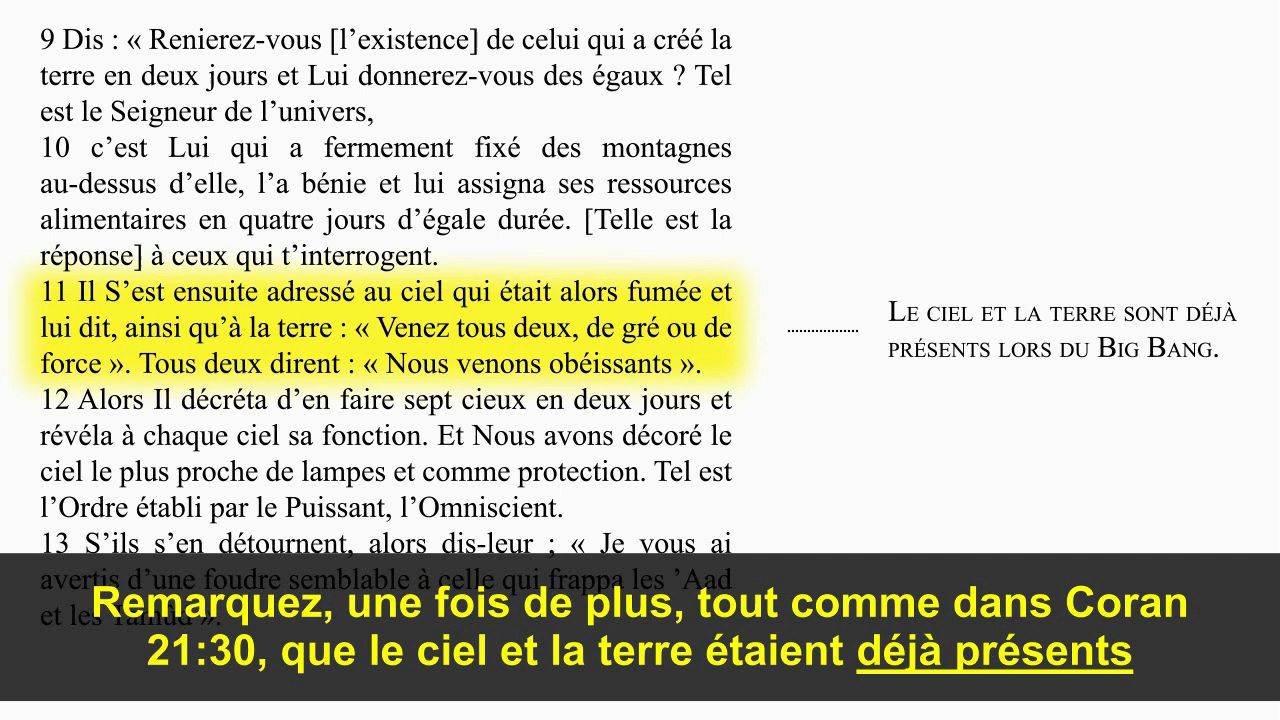 9 Dis : « Renierez-vous [l’existence] de celui qui a créé la
terre en deux jours et Lui donnerez-vous des égaux ? Tel
est le Seigneur de l’univers,
10 c’est Lui qui a fermement fixé des montagnes
au-dessus d’elle, l’a bénie et lui assigna ses ressources
alimentaires en quatre jours d’égale durée. [Telle est la
réponse] à ceux qui t’interrogent.
11 Il S’est ensuite adressé au ciel qui était alors fumée et
lui dit, ainsi qu’à la terre : « Venez tous deux, de gré ou de
force ». Tous deux dirent : « Nous venons obéissants ».
12 Alors Il décréta d’en faire sept cieux en deux jours et
révéla à chaque ciel sa fonction. Et Nous avons décoré le
ciel le plus proche de lampes et comme protection. Tel est
l’Ordre établi par le Puissant, l’Omniscient.
13 S’ils s’en détournent, alors dis-leur ; « Je vous ai
avertis d’une foudre semblable à celle qui frappa les ’Aad
et les
Le ciel et la terre sont déjà
présents lors du Big Bang.
Remarquez, une fois de plus, tout comme dans Coran
21:30, que le ciel et la terre étaient déjà présents